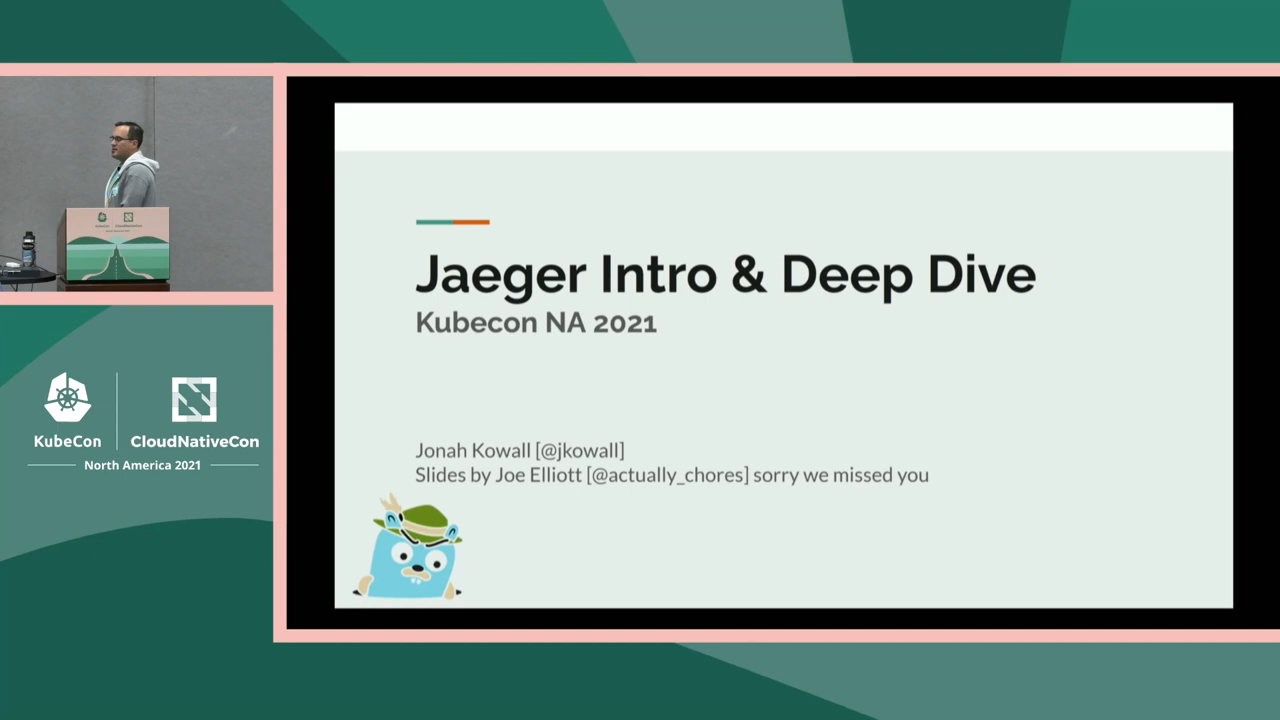 Jaeger Intro & Deep Dive
Kubecon NA 2021
Jonah Kowall [@jkowall]
Slides by Joe Elliott [@actually_chores] sorry we missed you
KubeCon
CloudNativeCon
North America 2021